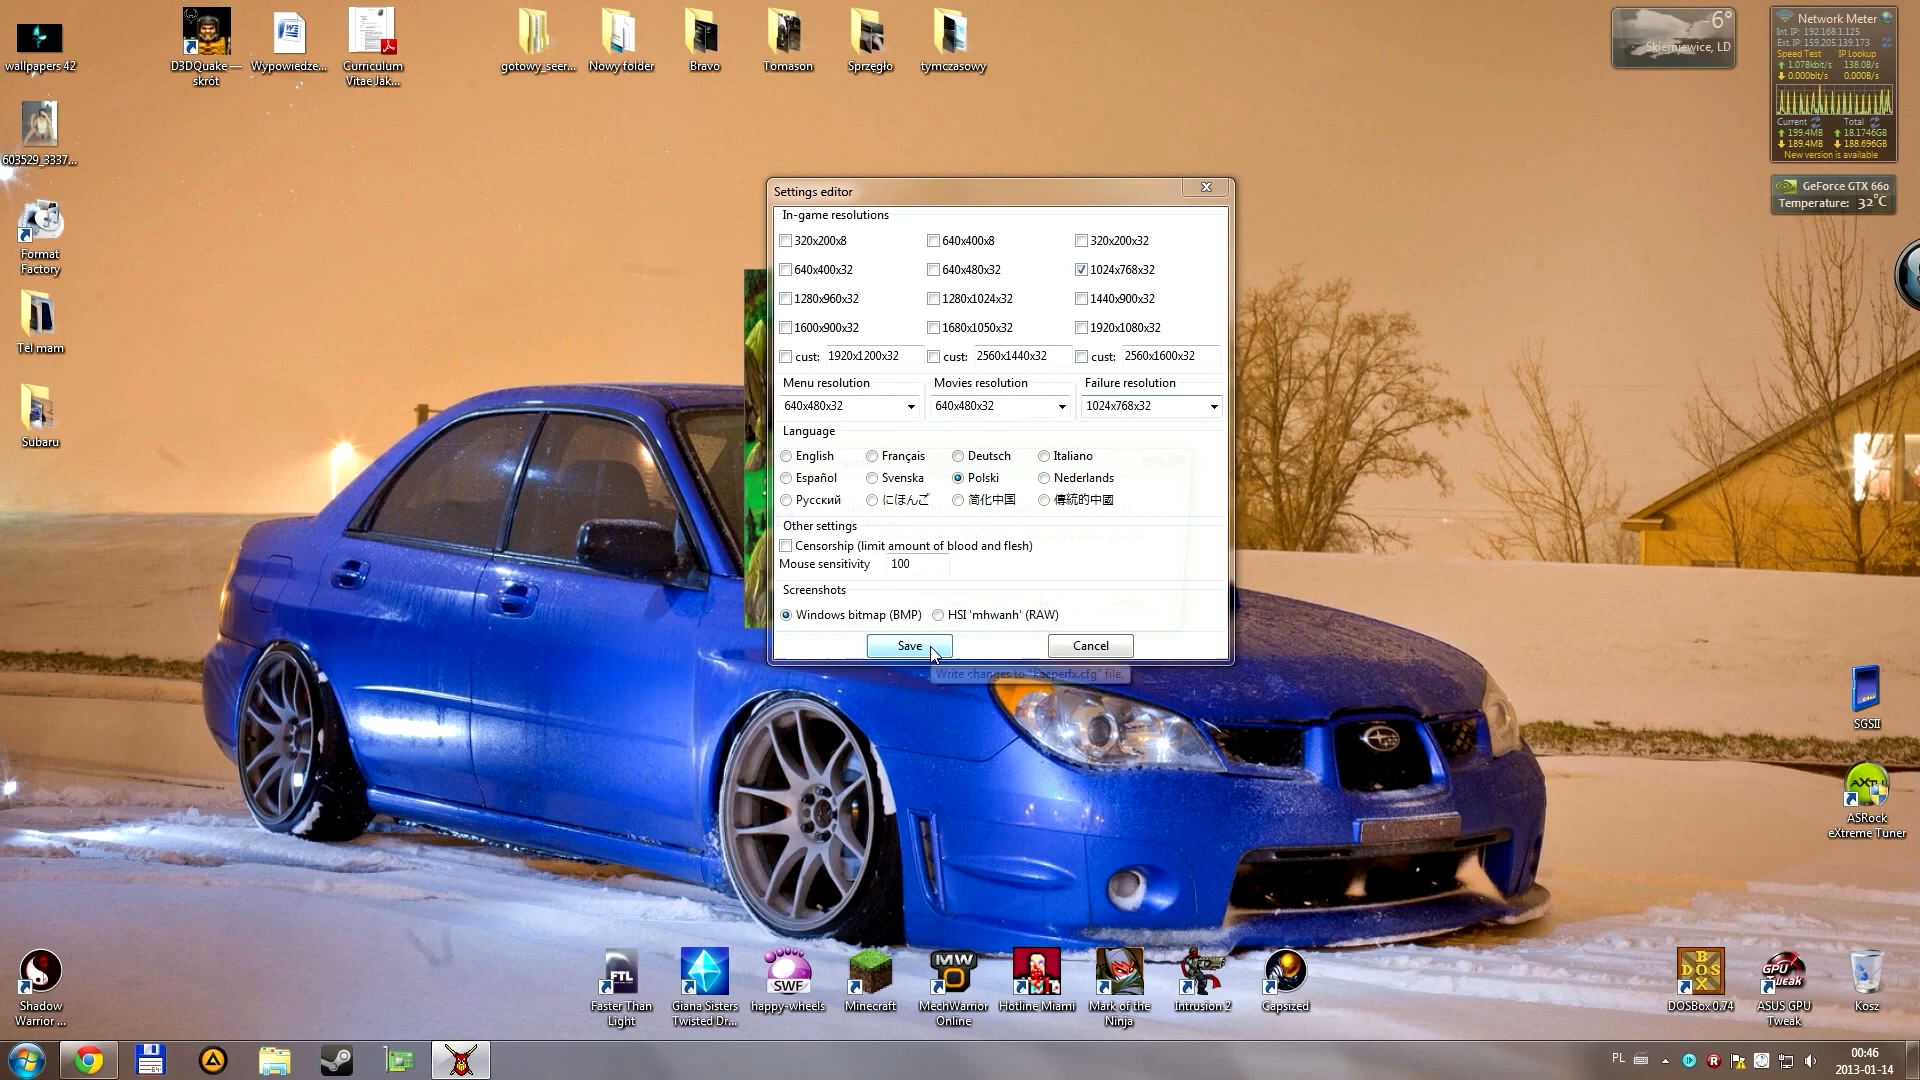 wallpapers 42
D3DQuake —
skrót
Wypowiedze...
Curriculum
Vitae Jak...
gotowy_seer...
Nowy folder
Bravo
Tomason
Sprzęgło
tymczasowy
-6°
Skierniewice, LD
Network Meter
Int. IP: 192.168.1.125
Ext. IP: 159.205.139.173
Speed Test IP Lookup
1.078kbit/s 138.0B/s
0.000bit/s 0.000B/s
Current Total
199.4MB 18.1746GB
189.4MB 188.696GB
New version is available
GeForce GTX 660
Temperature: 32°C
603529_3337...
Format
Factory
Tel mam
Subaru
Settings editor
In-game resolutions
320x200x8 640x400x8 320x200x32
640x400x32 640x480x32 1024x768x32
1280x960x32 1280x1024x32 1440x900x32
1600x900x32 1680x1050x32 1920x1080x32
cust: 1920x1200x32 cust: 2560x1440x32 cust: 2560x1600x32
Menu resolution Movies resolution Failure resolution
640x480x32 640x480x32 1024x768x32
Language
English Français Deutsch Italiano
Español Svenska Polski Nederlands
Русский にほんご 简化中国 傳統的中國
Other settings
Censorship (limit amount of blood and flesh)
Mouse sensitivity 100
Screenshots
Windows bitmap (BMP) HSI 'mhwanh' (RAW)
Save Cancel
Write changes to "keeperfx.cfg" file.
SGSII
ASRock
eXtreme Tuner
Shadow
Warrior ...
FTL
Faster Than
Light
Giana Sisters
Twisted Dr...
SWF
happy-wheels
Minecraft
MW
MechWarrior
Online
Hotline Miami
Mark of the
Ninja
Intrusion 2
Capsized
DOSBox 0.74
GPU
Tweak
ASUS GPU
Tweak
Kosz
PL
00:46
2013-01-14